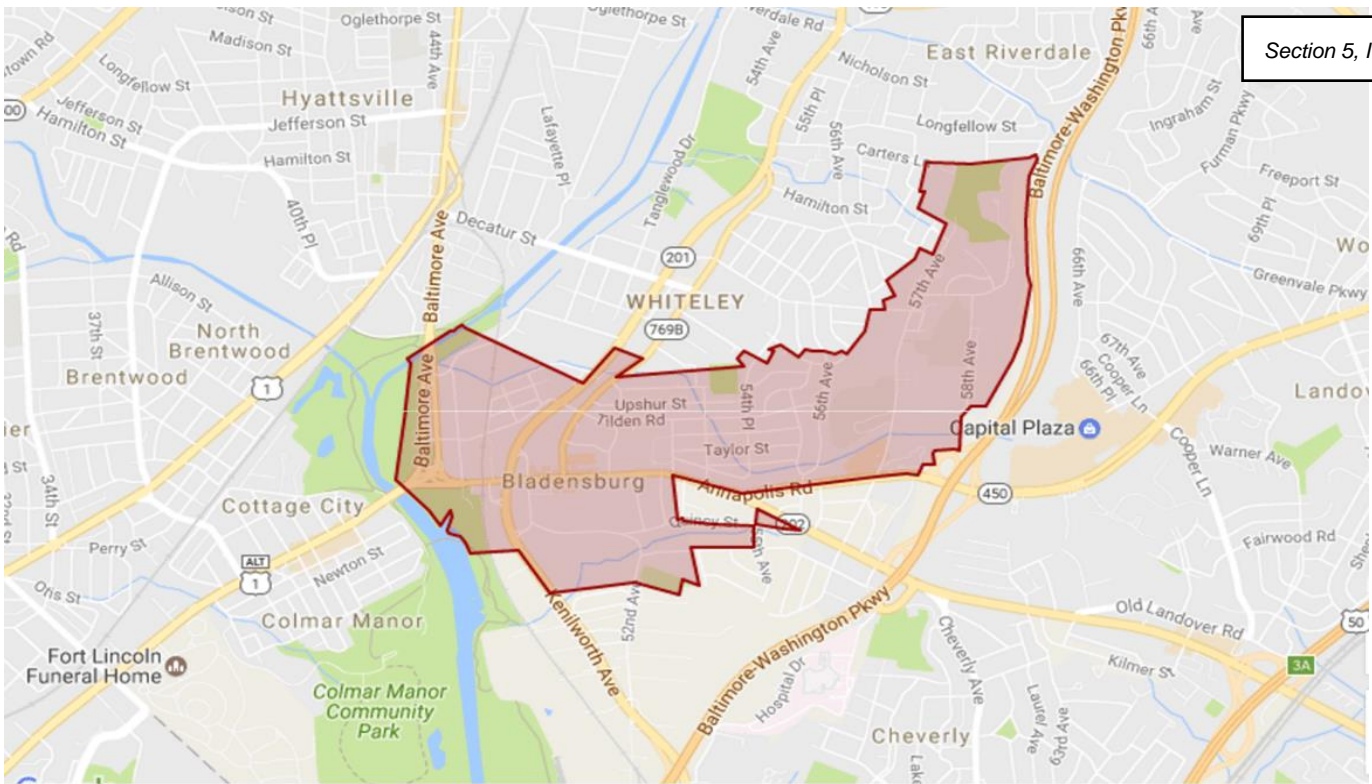 Oglethorpe St
Madison St
Longfellow St
Jefferson St
Hamilton St
Hyattsville
Jefferson St
Hamilton St
40th Pl
44th Ave
Lafayette Pl
Tanglewood Dr
54th Ave
55th Pl
56th Ave
Nicholson St
East Riverdale
Longfellow St
Hamilton St
Baltimore-Washington Pkwy
66th Ave
Section 5,
Ingraham St
Furman Pkwy
Freeport St
69th Pl
Greenvale Pkwy
Decatur St
Baltimore Ave
201
WHITELEY
769B
57th Ave
66th Ave
Allison St
37th St
North
Brentwood
Brentwood
1
Baltimore Ave
Upshur St
Tilden Rd
54th Pl
56th Ave
58th Ave
Taylor St
67th Ave
Cooper Ln
66th Pl
Capital Plaza
Cooper Ln
Warner Ave
Bladensburg
Annapolis Rd
450
Quincy St
202
Cottage City
34th St
Perry St
ALT
1
Newton St
Colmar Manor
52nd Ave
Kenilworth Ave
Baltimore-Washington Pkwy
Hospital Dr
Cheverly Ave
Fairwood Rd
Old Landover Rd
50
Kilmer St
3A
Laurel Ave
Cheverly
Fort Lincoln
Funeral Home
Colmar Manor
Community
Park